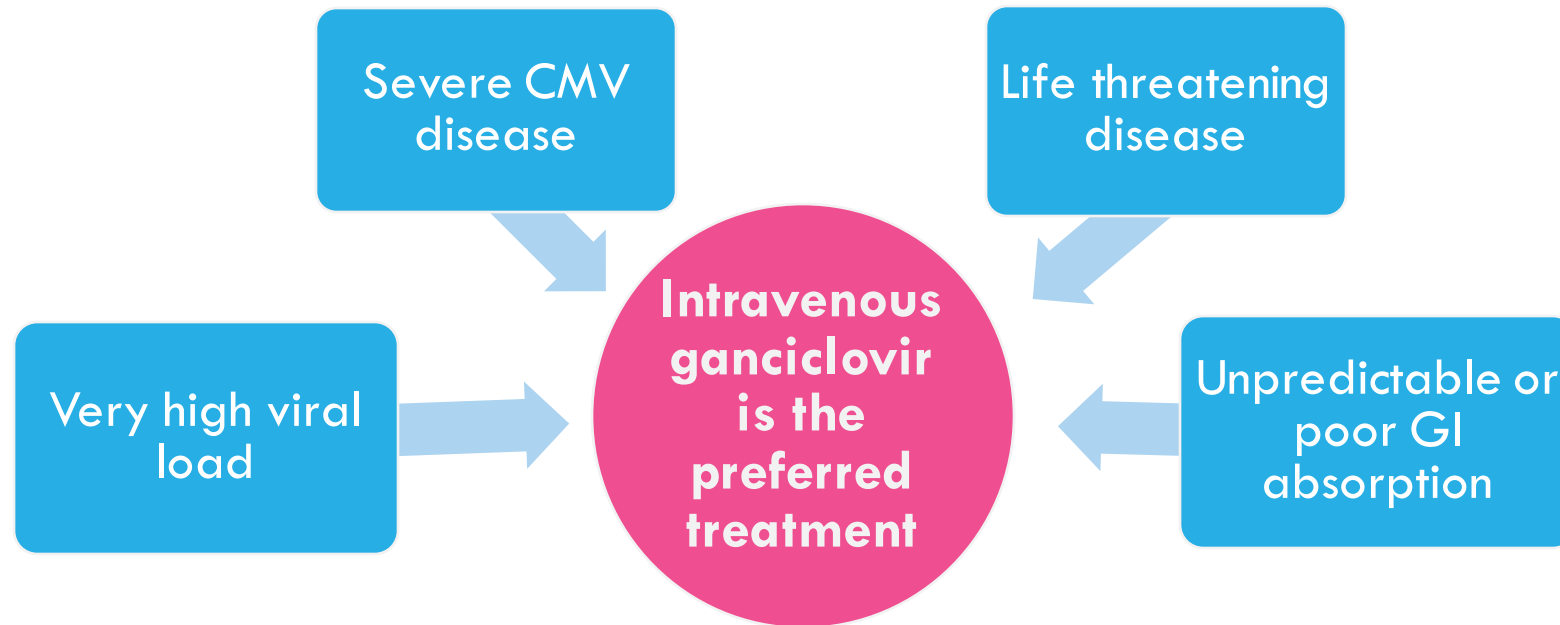 Severe CMV
disease
Life threatening
disease
Very high viral
load
Intravenous
ganciclovir
is the
preferred
treatment
Unpredictable or
poor GI
absorption